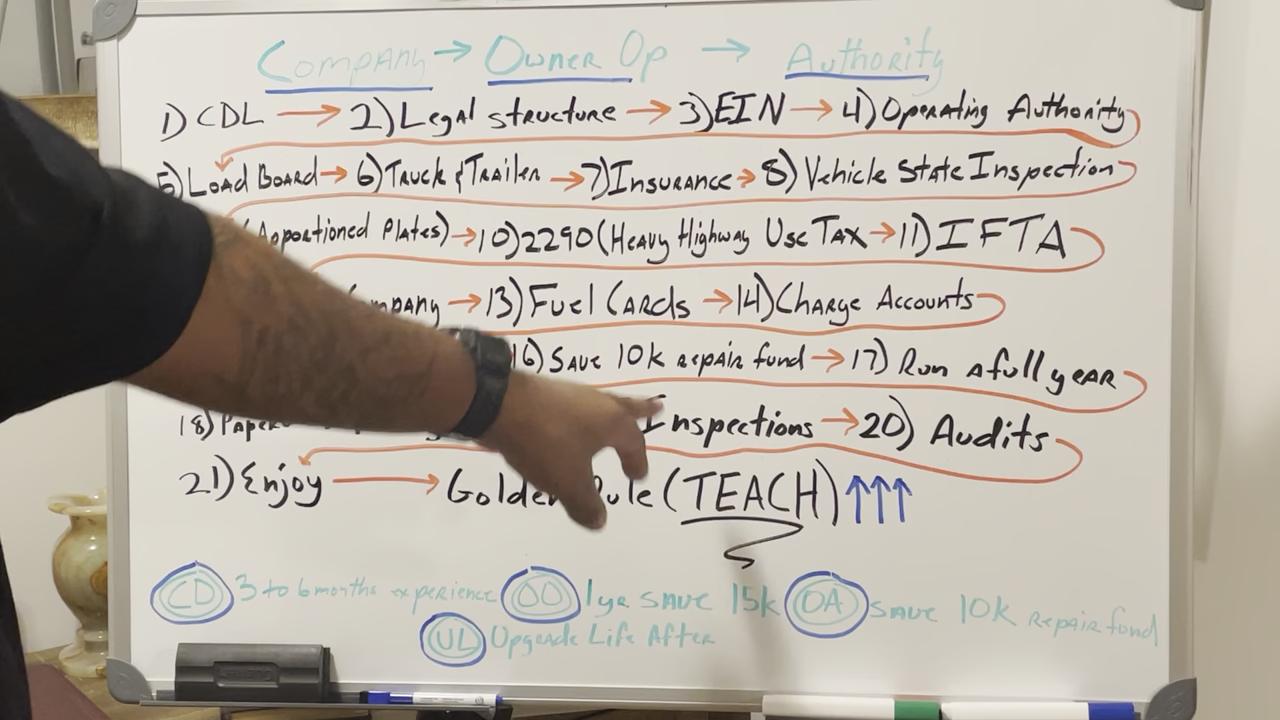 Company → Owner Op → Authority
1) CDL → 2) Legal structure → 3) EIN → 4) Operating Authority
5) Load Board → 6) Truck & Trailer → 7) Insurance → 8) Vehicle State Inspection
(Apportioned Plates) → 10) 2290 (Heavy Highway Use Tax → 11) IFTA
→ 13) Fuel Cards → 14) Charge Accounts
16) Save 10k repair fund → 17) Run a full year
18) Inspections → 20) Audits
21) Enjoy → Golden Rule (TEACH) ↑↑↑
CD 3 to 6 months experience OO 1 yr save 15k OA save 10k repair fund
UL Upgrade Life After